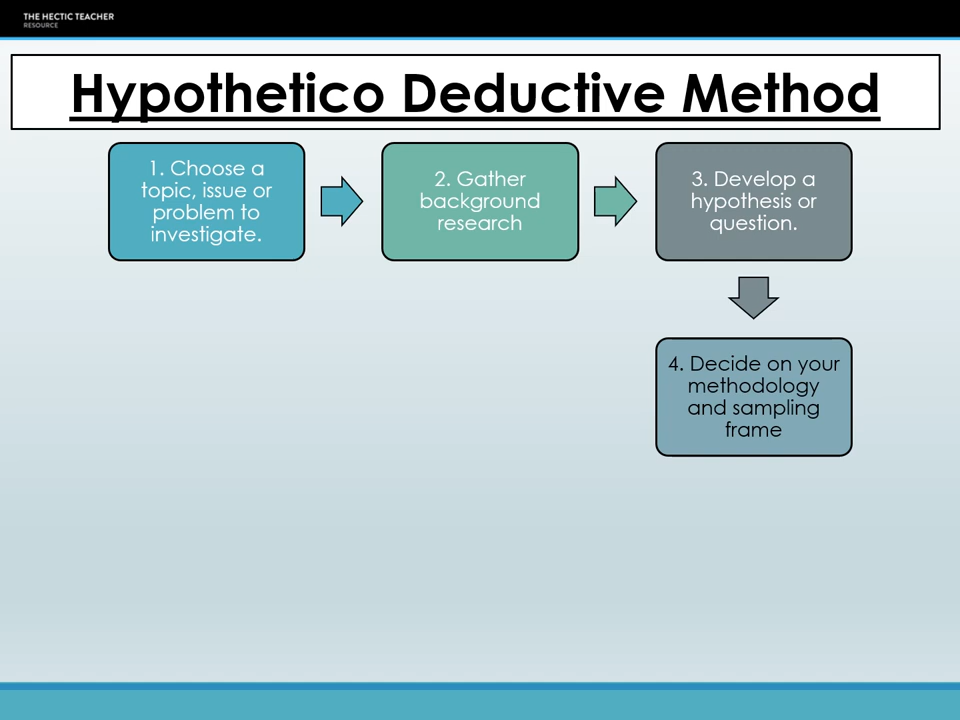 THE HECTIC TEACHER
RESOURCE
Hypothetico Deductive Method
1. Choose a
topic, issue or
problem to
investigate.
2. Gather
background
research
3. Develop a
hypothesis or
question.
4. Decide on your
methodology
and sampling
frame